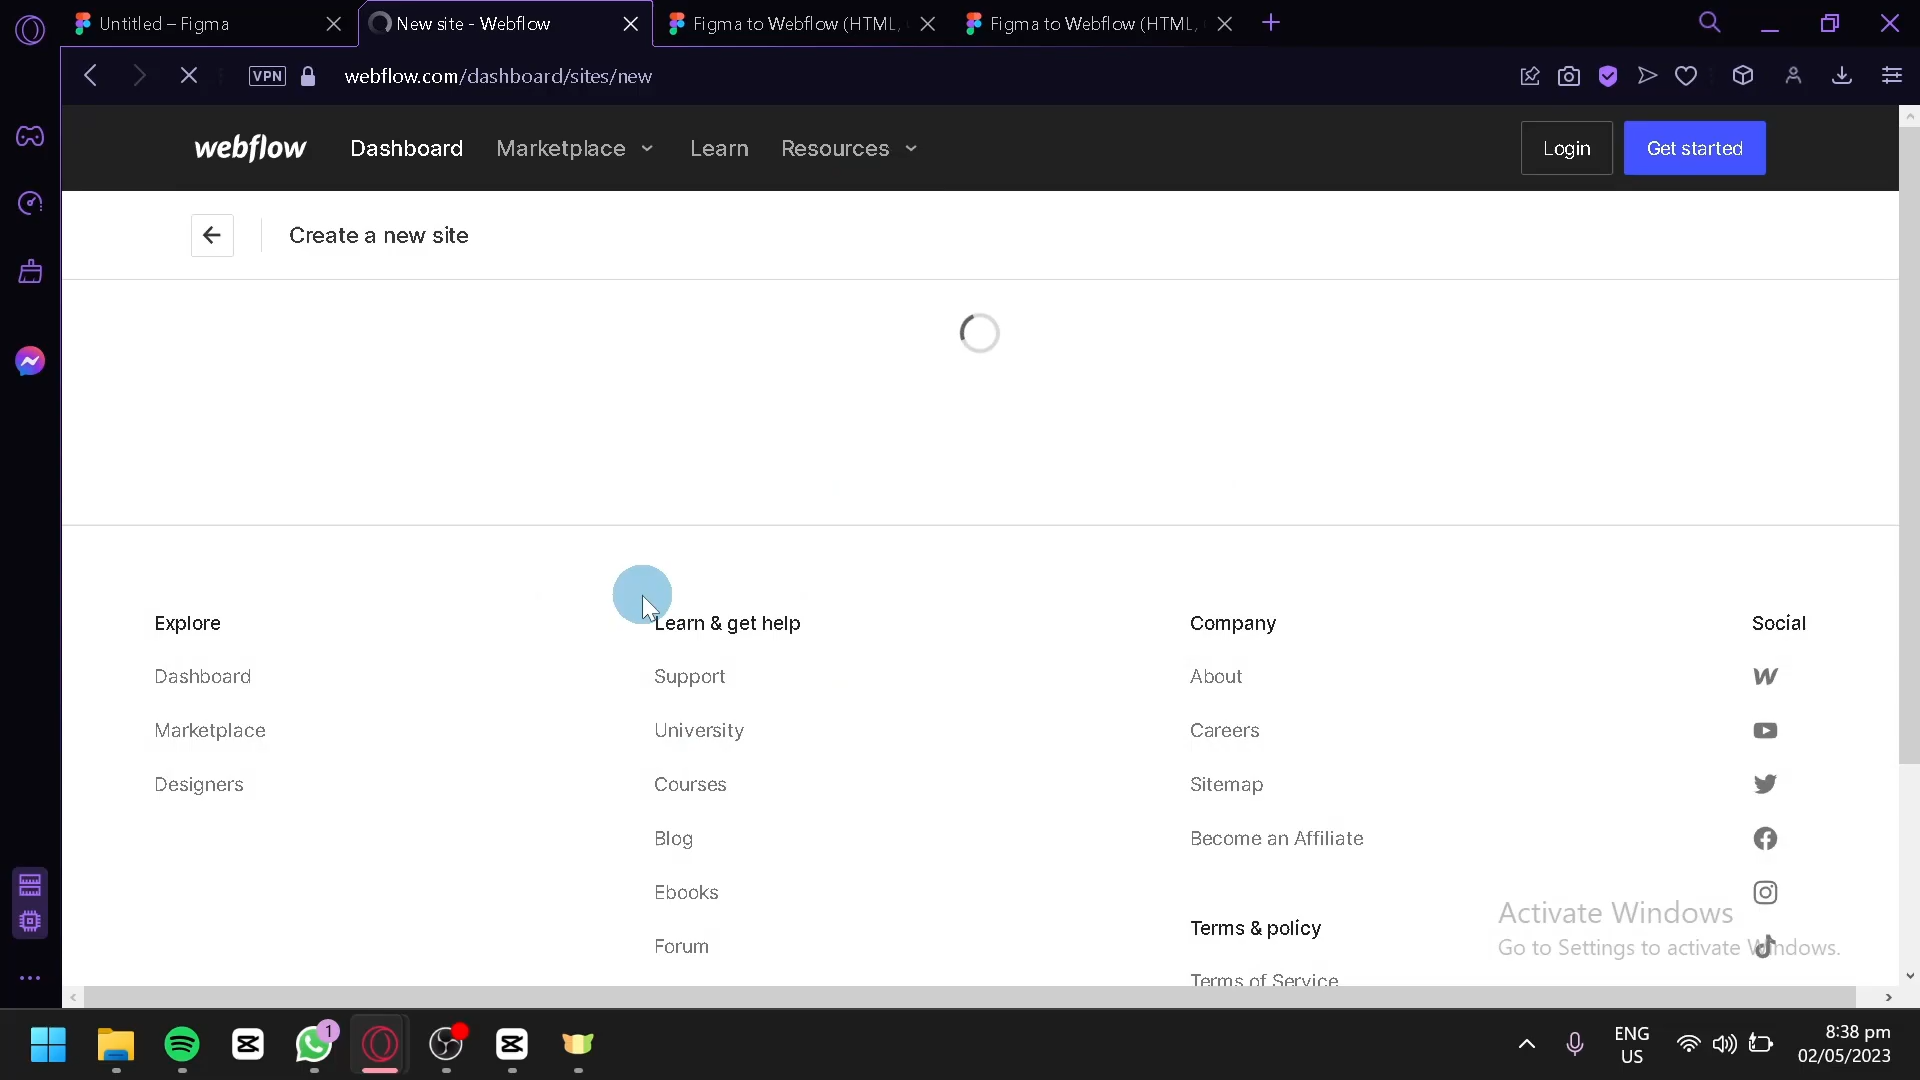 Untitled – Figma
New site - Webflow
Figma to Webflow (HTML,
Figma to Webflow (HTML,
VPN
webflow.com/dashboard/sites/new
webflow
Dashboard
Marketplace
Learn
Resources
Login
Get started
Create a new site
Explore
Dashboard
Marketplace
Designers
Learn & get help
Support
University
Courses
Blog
Ebooks
Forum
Company
About
Careers
Sitemap
Become an Affiliate
Terms & policy
Terms of Service
Social
Activate Windows
Go to Settings to activate Windows.
1
ENG
US
8:38 pm
02/05/2023